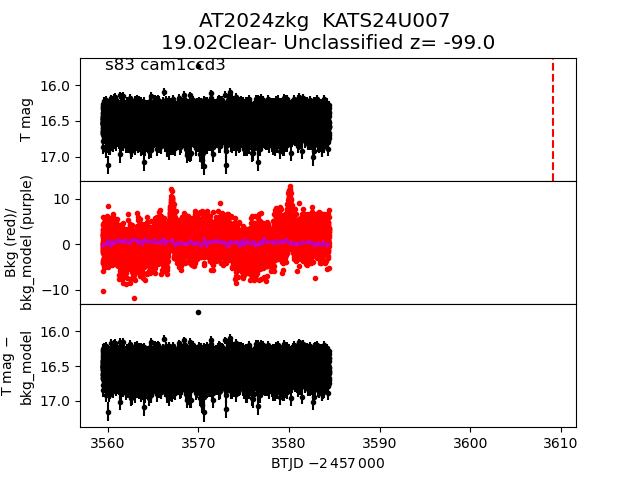 AT2024zkg  KATS24U007
19.02Clear- Unclassified z= -99.0
s83 cam1ccd3
16.0
16.5
17.0
T mag
10
0
−10
Bkg (red)/
bkg_model (purple)
16.0
16.5
17.0
T mag −
bkg_model
3560 3570 3580 3590 3600 3610
BTJD −2 457 000